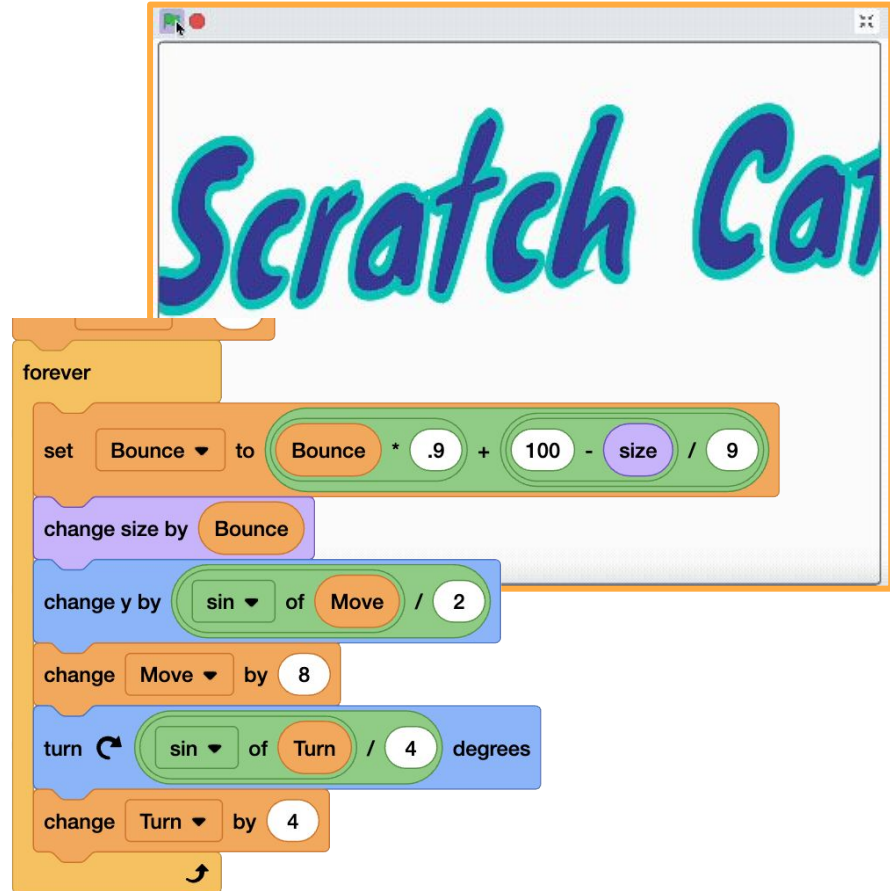 Scratch Cat
forever
set Bounce to Bounce * .9 + 100 - size / 9
change size by Bounce
change y by sin of Move / 2
change Move by 8
turn sin of Turn / 4 degrees
change Turn by 4